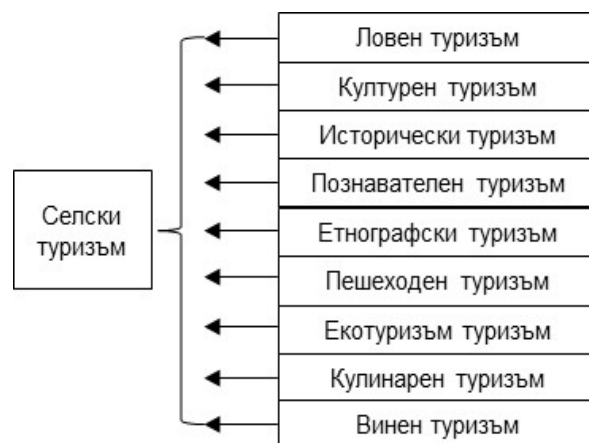 Селски
туризъм
Ловен туризъм
Културен туризъм
Исторически туризъм
Познавателен туризъм
Етнографски туризъм
Пешеходен туризъм
Екотуризъм туризъм
Кулинарен туризъм
Винен туризъм